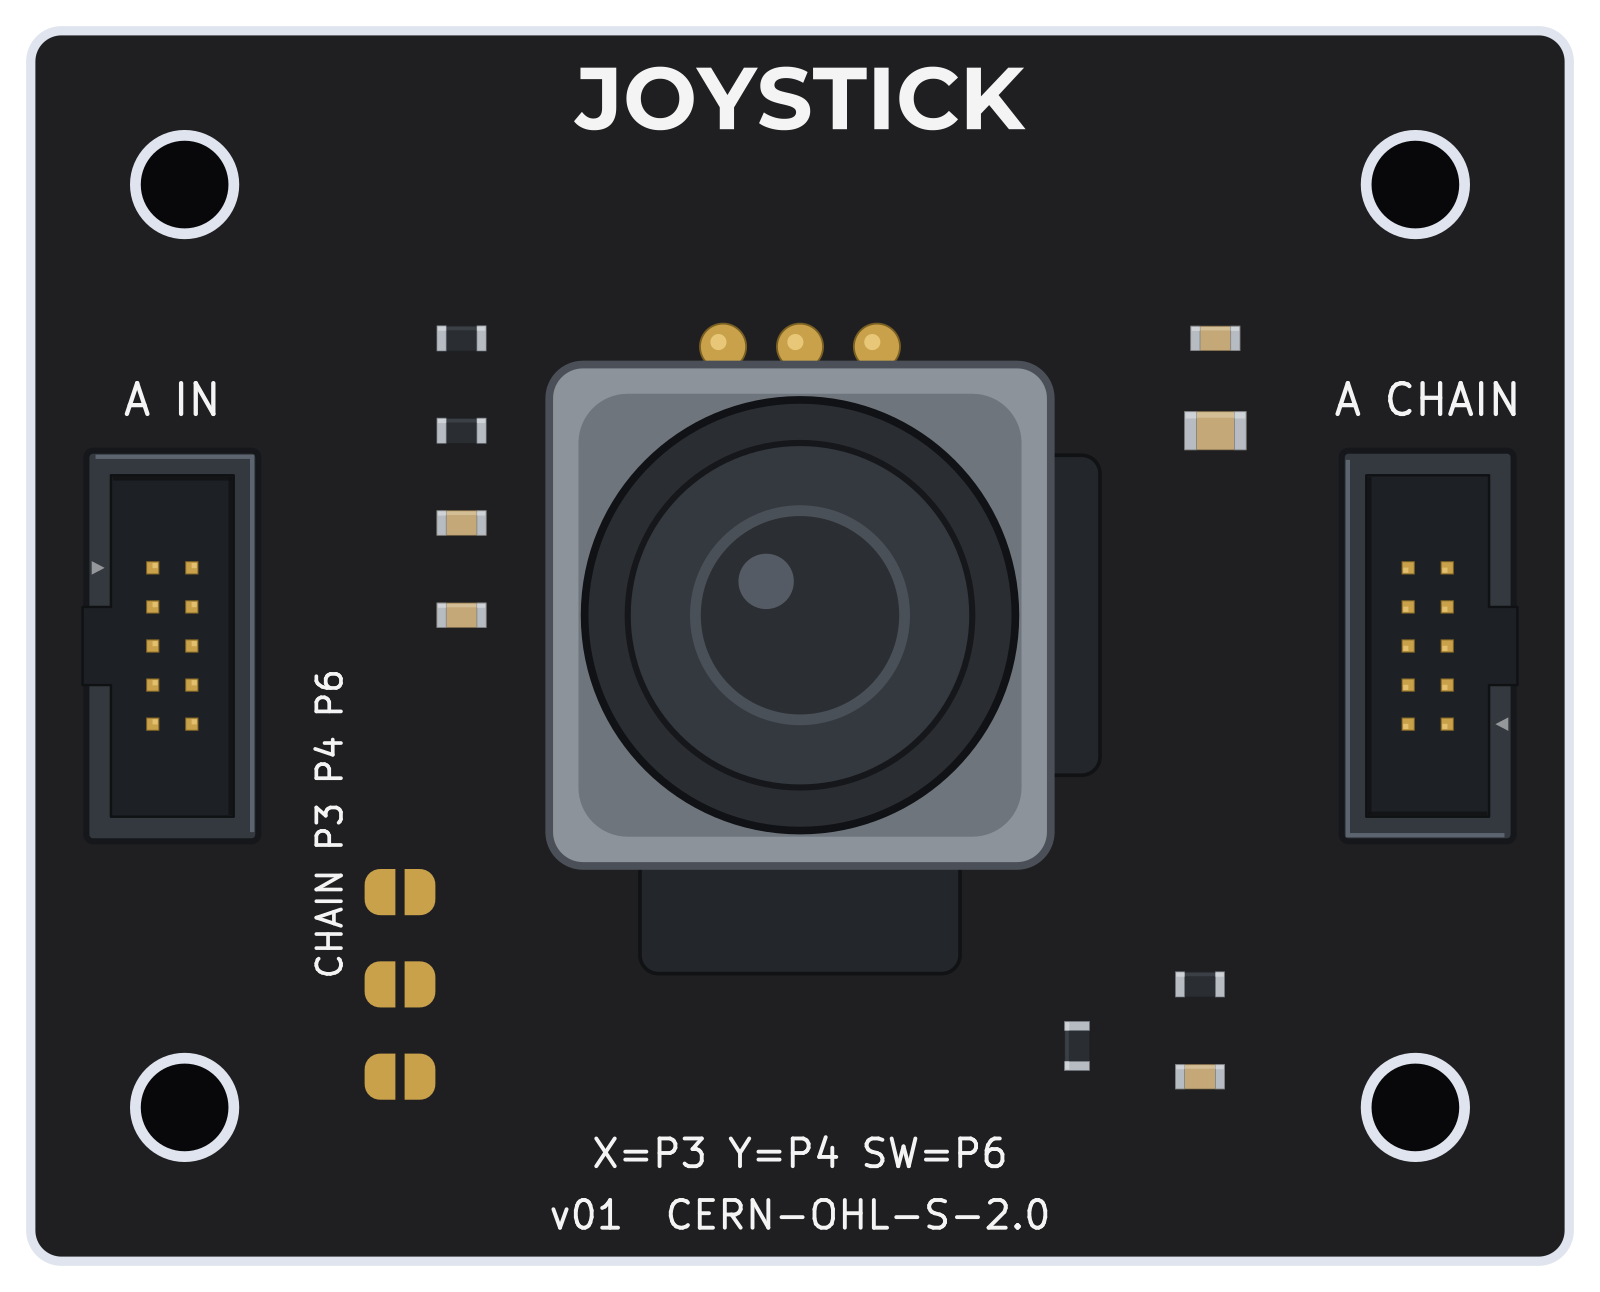 JOYSTICK
A IN
A CHAIN
CHAIN P3 P4 P6
X=P3 Y=P4 SW=P6
v01 CERN-OHL-S-2.0